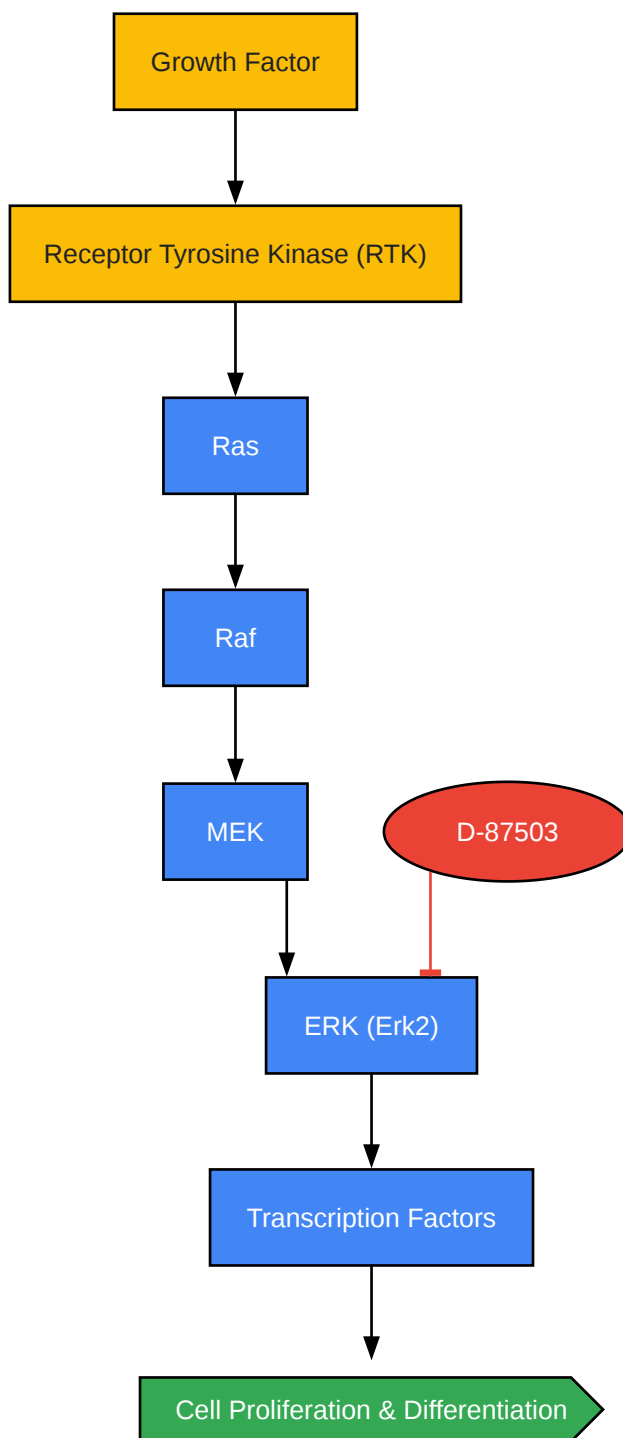 Growth Factor
Receptor Tyrosine Kinase (RTK)
Ras
Raf
MEK
D-87503
ERK (Erk2)
Transcription Factors
Cell Proliferation & Differentiation